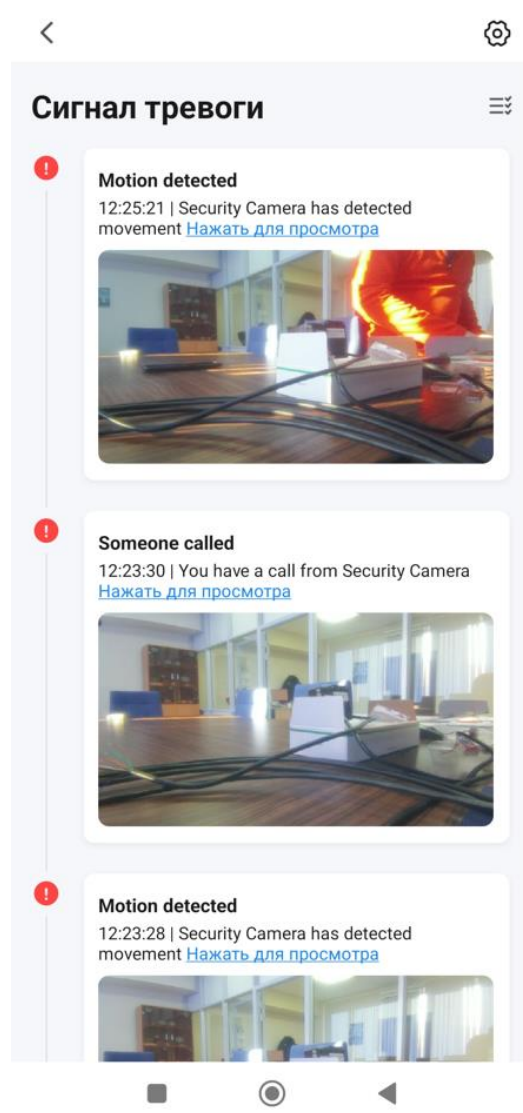 Сигнал тревоги
Motion detected
12:25:21 | Security Camera has detected
movement Нажать для просмотра
Someone called
12:23:30 | You have a call from Security Camera
Нажать для просмотра
Motion detected
12:23:28 | Security Camera has detected
movement Нажать для просмотра